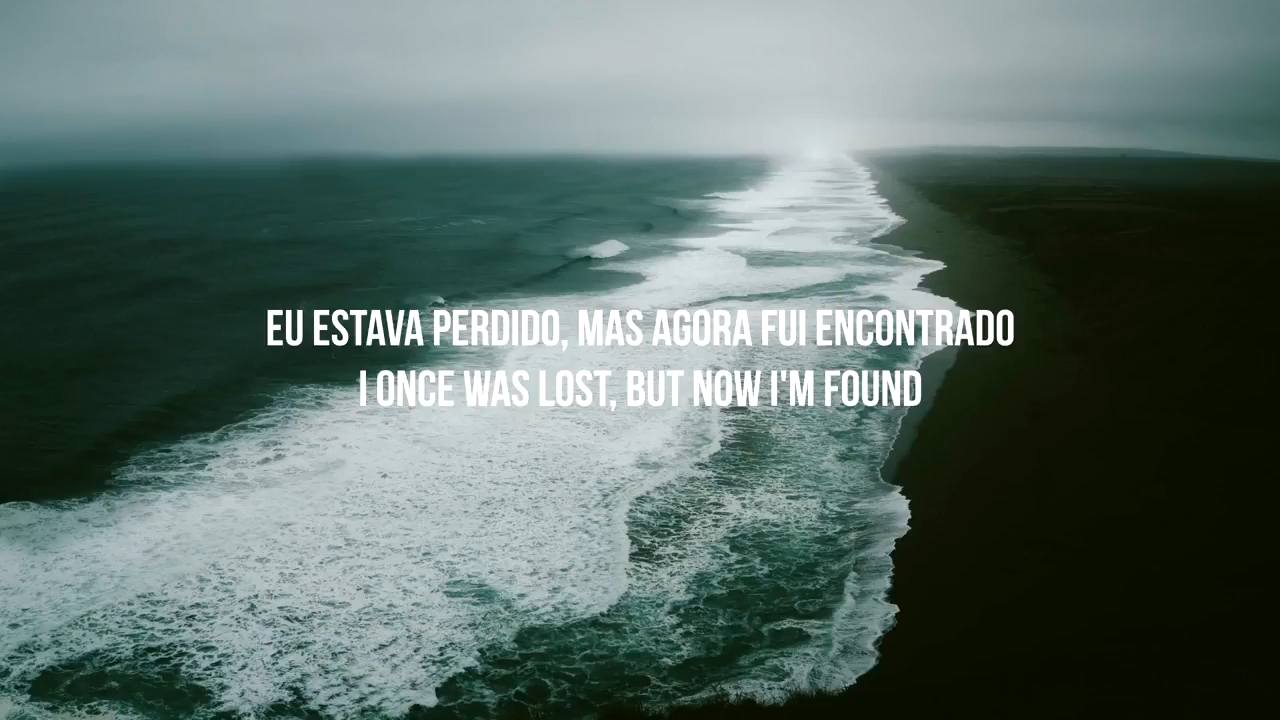 EU ESTAVA PERDIDO, MAS AGORA FUI ENCONTRADO
I ONCE WAS LOST, BUT NOW I'M FOUND